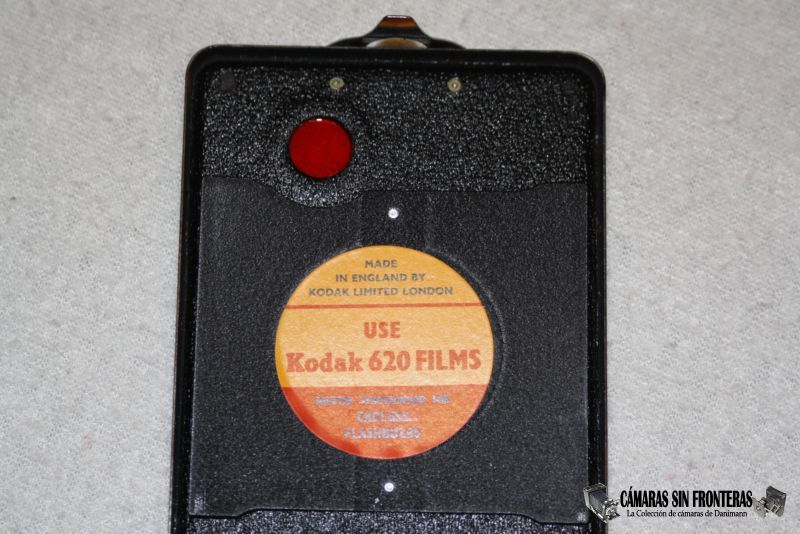 MADE
IN ENGLAND BY
KODAK LIMITED LONDON
USE
Kodak 620 FILMS
CAPLESS
FLASHBULBS
CÁMARAS SIN FRONTERAS
La Colección de cámaras de Danimann